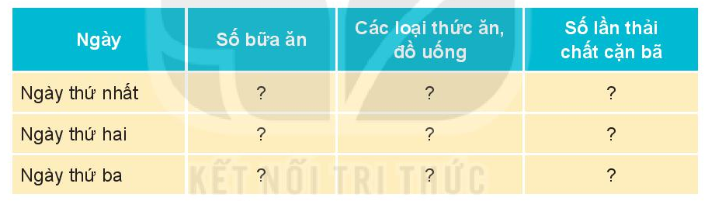 Ngày | Số bữa ăn | Các loại thức ăn, đồ uống | Số lần thải chất cặn bã
Ngày thứ nhất | ? | ? | ?
Ngày thứ hai | ? | ? | ?
Ngày thứ ba | ? | ? | ?
KẾT NỐI TRI THỨC